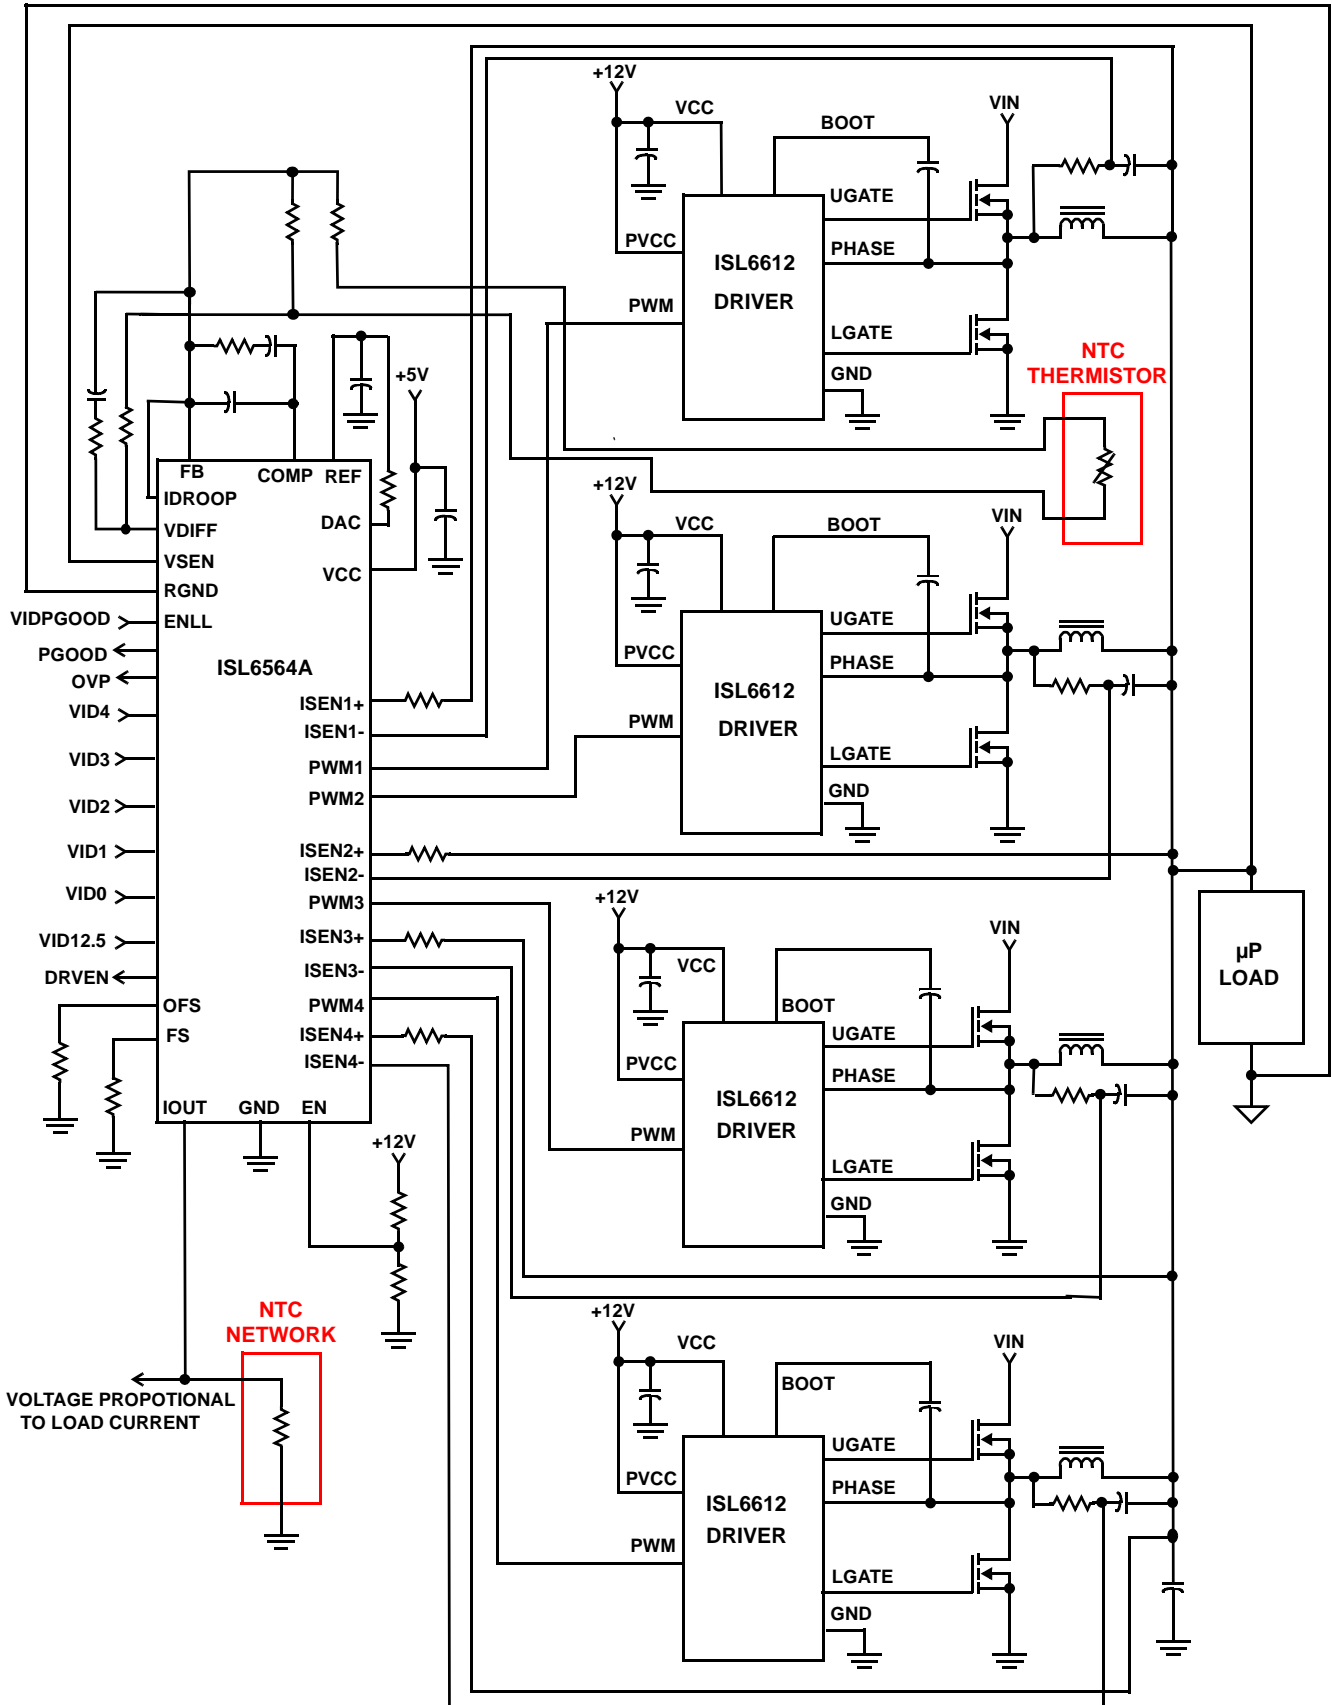 +12V
VCC
BOOT
VIN
UGATE
PVCC
PHASE
ISL6612
DRIVER
PWM
LGATE
GND
NTC
THERMISTOR
+5V
FB
COMP
REF
IDROOP
DAC
VDIFF
VSEN
VCC
RGND
VIDPGOOD
ENLL
PGOOD
OVP
ISL6564A
VID4
ISEN1+
ISEN1-
VID3
PWM1
VID2
PWM2
VID1
ISEN2+
ISEN2-
VID0
PWM3
VID12.5
ISEN3+
DRVEN
ISEN3-
OFS
PWM4
FS
ISEN4+
ISEN4-
IOUT
GND
EN
+12V
+12V
VCC
BOOT
VIN
UGATE
PVCC
PHASE
ISL6612
DRIVER
PWM
LGATE
GND
+12V
VCC
BOOT
VIN
UGATE
PVCC
PHASE
ISL6612
DRIVER
PWM
LGATE
GND
µP
LOAD
NTC
NETWORK
VOLTAGE PROPOTIONAL
TO LOAD CURRENT
+12V
VCC
BOOT
VIN
UGATE
PVCC
PHASE
ISL6612
DRIVER
PWM
LGATE
GND